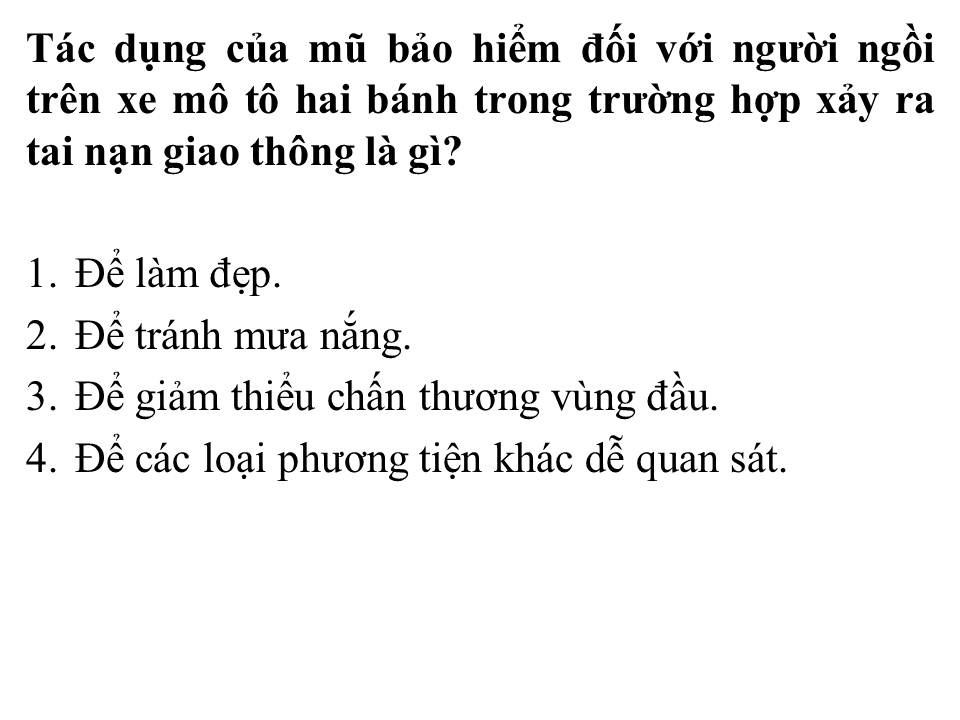 Tác dụng của mũ bảo hiểm đối với người ngồi
trên xe mô tô hai bánh trong trường hợp xảy ra
tai nạn giao thông là gì?
1. Để làm đẹp.
2. Để tránh mưa nắng.
3. Để giảm thiểu chấn thương vùng đầu.
4. Để các loại phương tiện khác dễ quan sát.